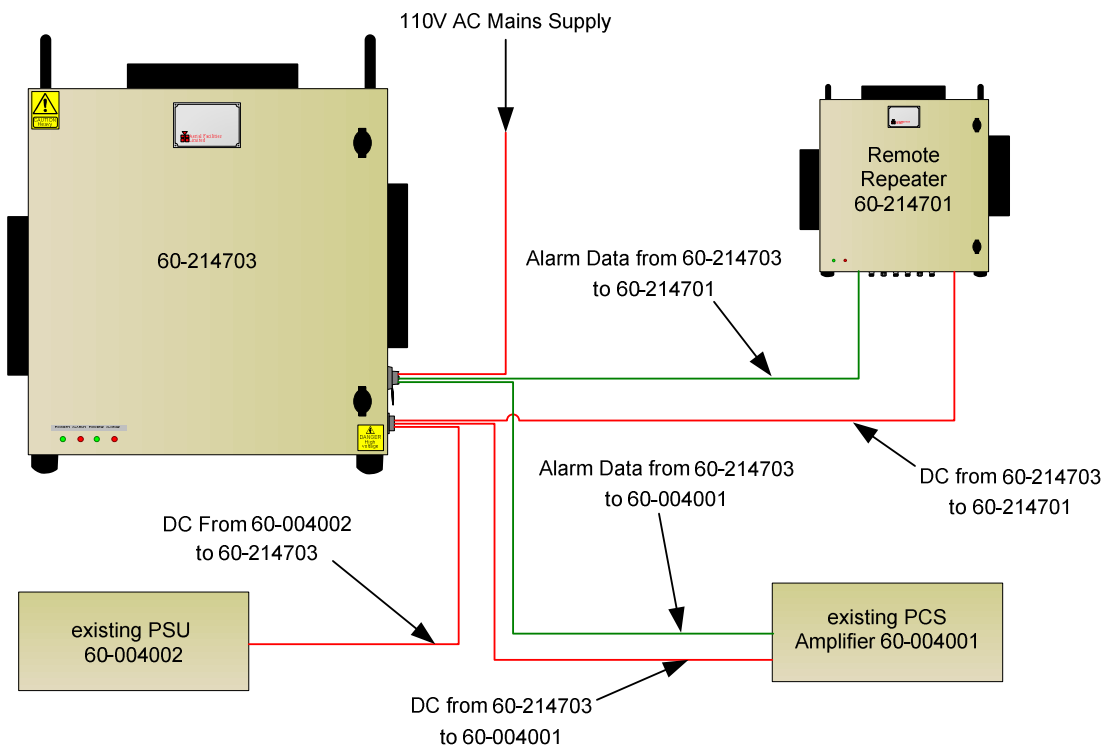 110V AC Mains Supply
CAUTION
Heavy
Remote
Repeater
60-214701
60-214703
Alarm Data from 60-214703
to 60-214701
DANGER
High
voltage
Alarm Data from 60-214703
to 60-004001
DC from 60-214703
to 60-214701
DC From 60-004002
to 60-214703
existing PSU
60-004002
existing PCS
Amplifier 60-004001
DC from 60-214703
to 60-004001